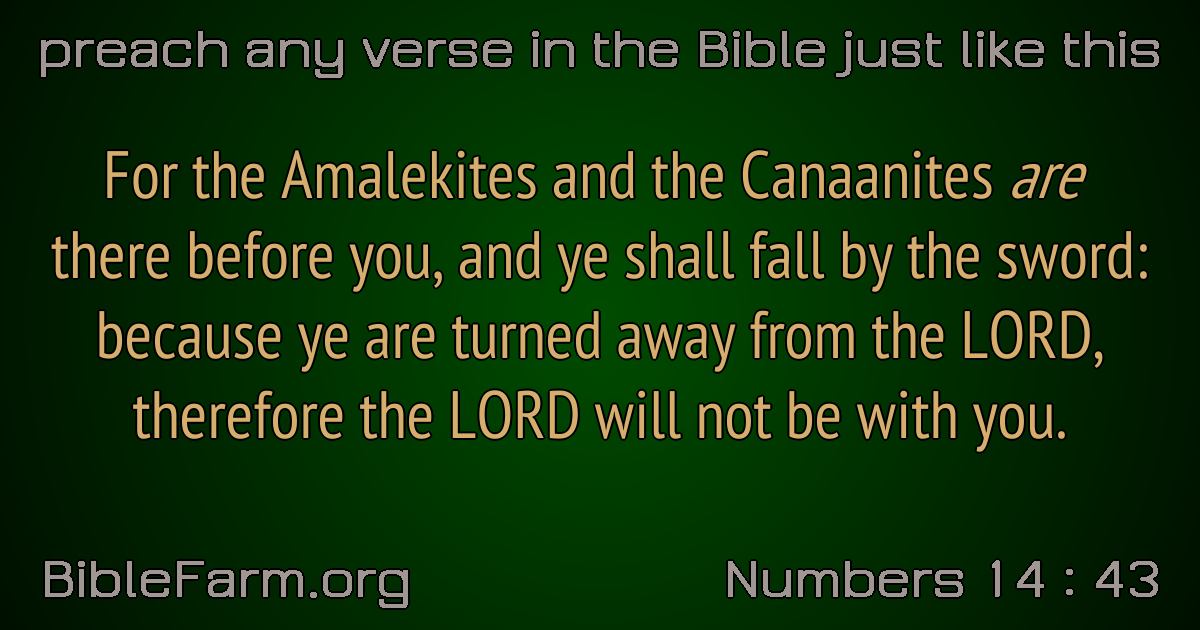 preach any verse in the Bible just like this
For the Amalekites and the Canaanites are
there before you, and ye shall fall by the sword:
because ye are turned away from the LORD,
therefore the LORD will not be with you.
BibleFarm.org
Numbers 14 : 43